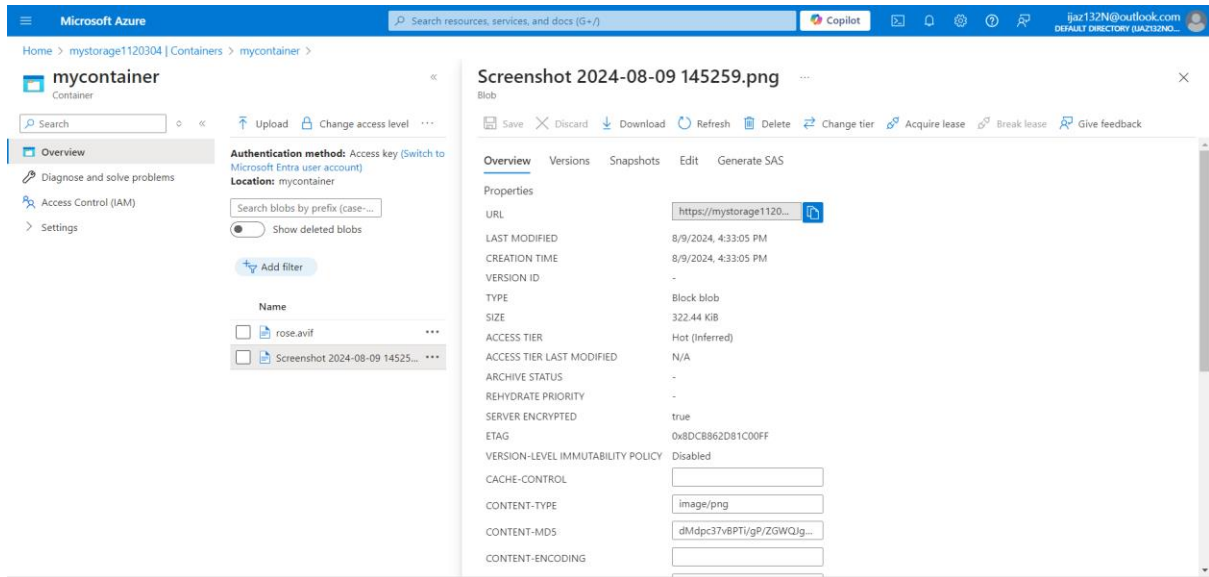 Microsoft Azure
Search resources, services, and docs (G+/)
Copilot
ijaz132N@outlook.com
DEFAULT DIRECTORY (IJAZ132NO...
Home > mystorage1120304 | Containers > mycontainer >
mycontainer
Container
Search
Overview
Diagnose and solve problems
Access Control (IAM)
Settings
Upload Change access level ...
Authentication method: Access key (Switch to
Microsoft Entra user account)
Location: mycontainer
Search blobs by prefix (case-...
Show deleted blobs
Add filter
Name
rose.avif ...
Screenshot 2024-08-09 14525... ...
Screenshot 2024-08-09 145259.png ...
Blob
Save Discard Download Refresh Delete Change tier Acquire lease Break lease Give feedback
Overview Versions Snapshots Edit Generate SAS
Properties
URL https://mystorage1120...
LAST MODIFIED 8/9/2024, 4:33:05 PM
CREATION TIME 8/9/2024, 4:33:05 PM
VERSION ID -
TYPE Block blob
SIZE 322.44 KiB
ACCESS TIER Hot (Inferred)
ACCESS TIER LAST MODIFIED N/A
ARCHIVE STATUS -
REHYDRATE PRIORITY -
SERVER ENCRYPTED true
ETAG 0x8DCB862D81C00FF
VERSION-LEVEL IMMUTABILITY POLICY Disabled
CACHE-CONTROL
CONTENT-TYPE image/png
CONTENT-MD5 dMdpc37vBPTi/gP/ZGWQJg...
CONTENT-ENCODING